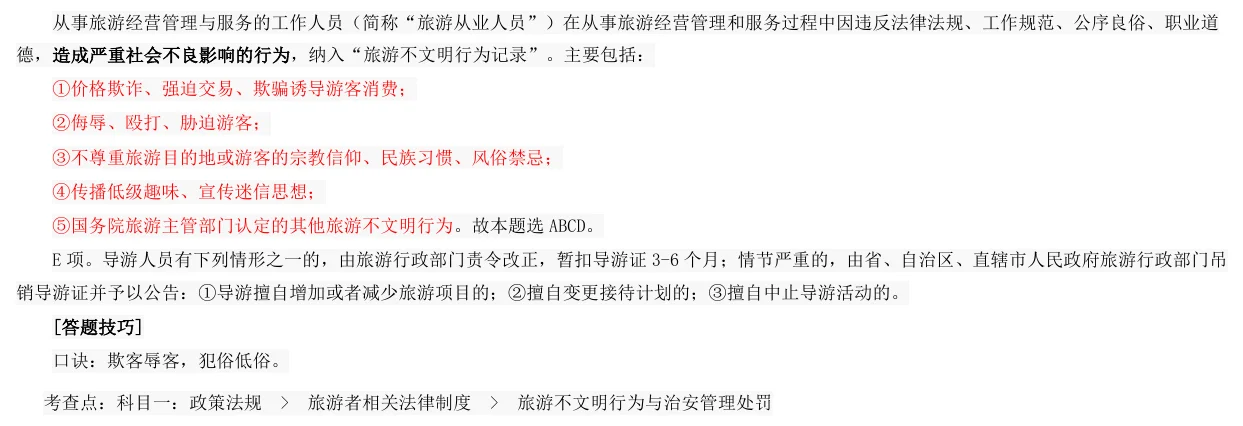 从事旅游经营管理与服务的工作人员（简称“旅游从业人员”）在从事旅游经营管理和服务过程中因违反法律法规、工作规范、公序良俗、职业道
德，造成严重社会不良影响的行为，纳入“旅游不文明行为记录”。主要包括：
①价格欺诈、强迫交易、欺骗诱导游客消费；
②侮辱、殴打、胁迫游客；
③不尊重旅游目的地或游客的宗教信仰、民族习惯、风俗禁忌；
④传播低级趣味、宣传迷信思想；
⑤国务院旅游主管部门认定的其他旅游不文明行为。故本题选 ABCD。
E 项。导游人员有下列情形之一的，由旅游行政部门责令改正，暂扣导游证 3-6 个月；情节严重的，由省、自治区、直辖市人民政府旅游行政部门吊
销导游证并予以公告：①导游擅自增加或者减少旅游项目的；②擅自变更接待计划的；③擅自中止导游活动的。
[答题技巧]
口诀：欺客辱客，犯俗低俗。
考查点：科目一：政策法规 > 旅游者相关法律制度 > 旅游不文明行为与治安管理处罚